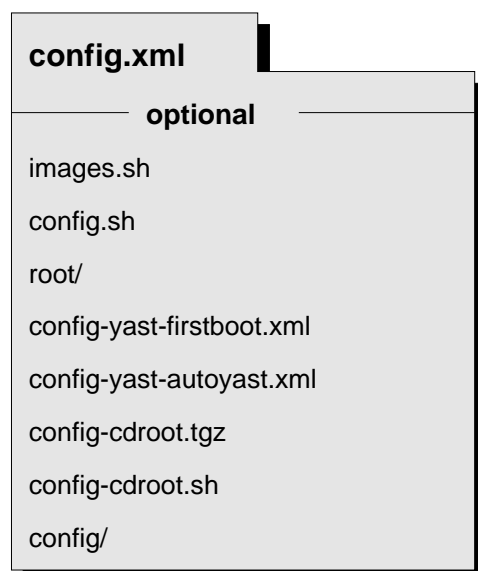 config.xml
optional
images.sh
config.sh
root/
config-yast-firstboot.xml
config-yast-autoyast.xml
config-cdroot.tgz
config-cdroot.sh
config/